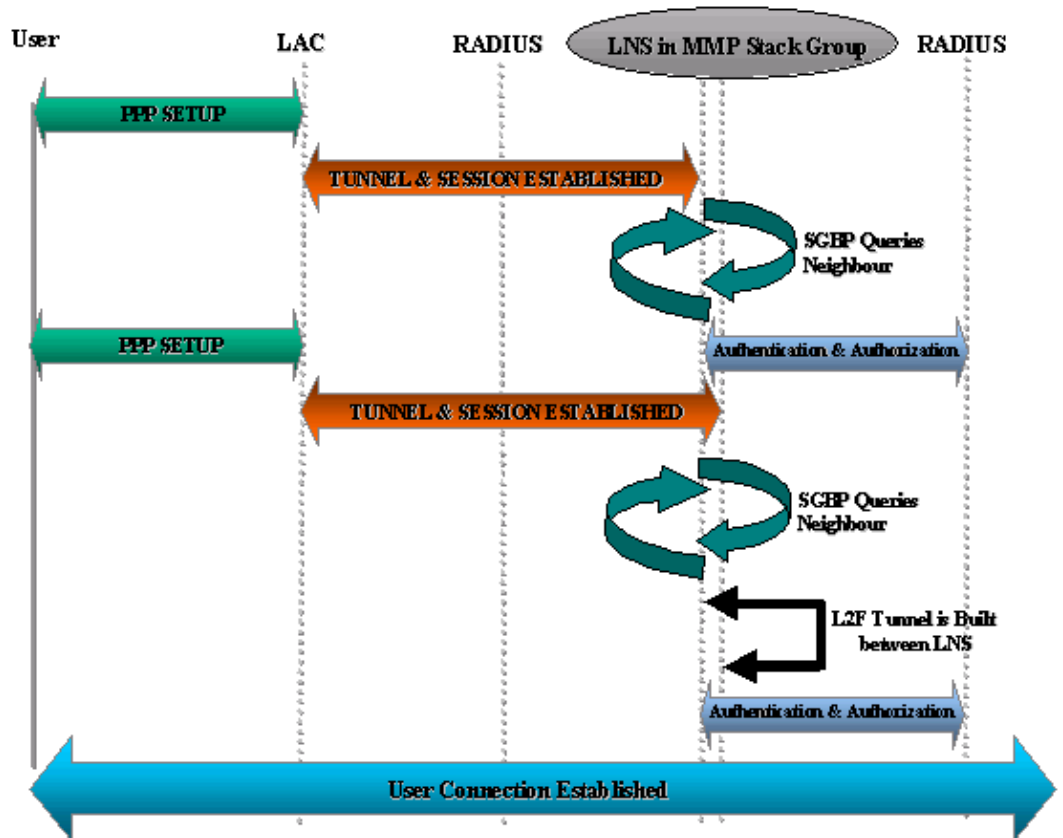 User
LAC
RADIUS
LNS in MMP Stack Group
RADIUS
PPP SETUP
TUNNEL & SESSION ESTABLISHED
SGBP Queries
Neighbour
PPP SETUP
Authentication & Authorization
TUNNEL & SESSION ESTABLISHED
SGBP Queries
Neighbour
L2F Tunnel is Built
between LNS
Authentication & Authorization
User Connection Established